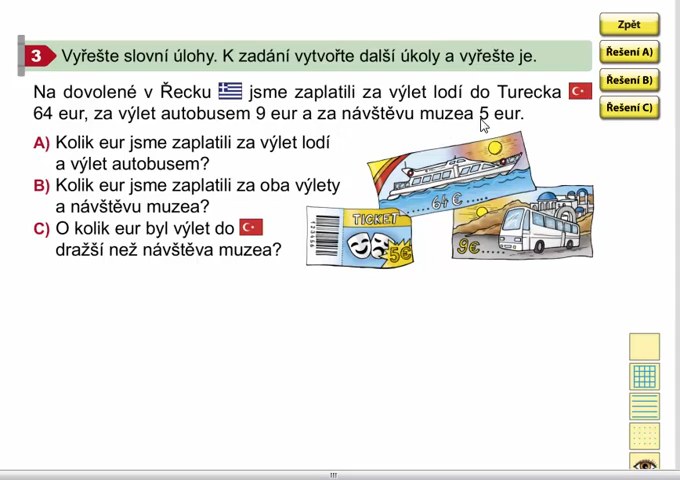 Zpět
3 Vyřešte slovní úlohy. K zadání vytvořte další úkoly a vyřešte je.
Řešení A)
Řešení B)
Řešení C)
Na dovolené v Řecku jsme zaplatili za výlet lodí do Turecka
64 eur, za výlet autobusem 9 eur a za návštěvu muzea 5 eur.
A) Kolik eur jsme zaplatili za výlet lodí
a výlet autobusem?
B) Kolik eur jsme zaplatili za oba výlety
a návštěvu muzea?
C) O kolik eur byl výlet do
dražší než návštěva muzea?
....64€....
TICKET
5€
9€.....